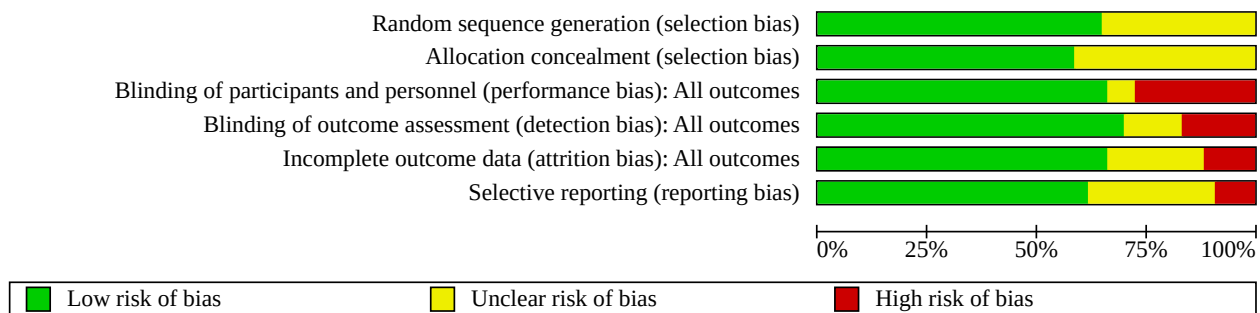 Random sequence generation (selection bias)
Allocation concealment (selection bias)
Blinding of participants and personnel (performance bias): All outcomes
Blinding of outcome assessment (detection bias): All outcomes
Incomplete outcome data (attrition bias): All outcomes
Selective reporting (reporting bias)
0% 25% 50% 75% 100%
Low risk of bias Unclear risk of bias High risk of bias